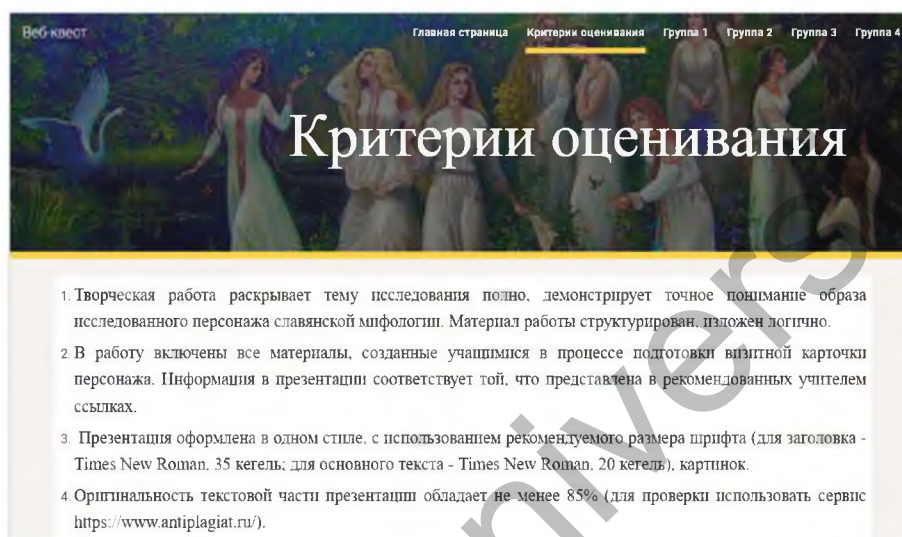 Веб-квест
Главная страница Критерии оценивания Группа 1 Группа 2 Группа 3 Группа 4
Критерии оценивания
1. Творческая работа раскрывает тему исследования полно, демонстрирует точное понимание образа
исследованного персонажа славянской мифологии. Материал работы структурирован, изложен логично.
2. В работу включены все материалы, созданные учащимися в процессе подготовки визитной карточки
персонажа. Информация в презентации соответствует той, что представлена в рекомендованных учителем
ссылках.
3. Презентация оформлена в одном стиле, с использованием рекомендуемого размера шрифта (для заголовка -
Times New Roman, 35 кегель; для основного текста - Times New Roman, 20 кегель), картинок.
4. Оригинальность текстовой части презентации обладает не менее 85% (для проверки использовать сервис
https://www.antiplagiat.ru/).
nivers